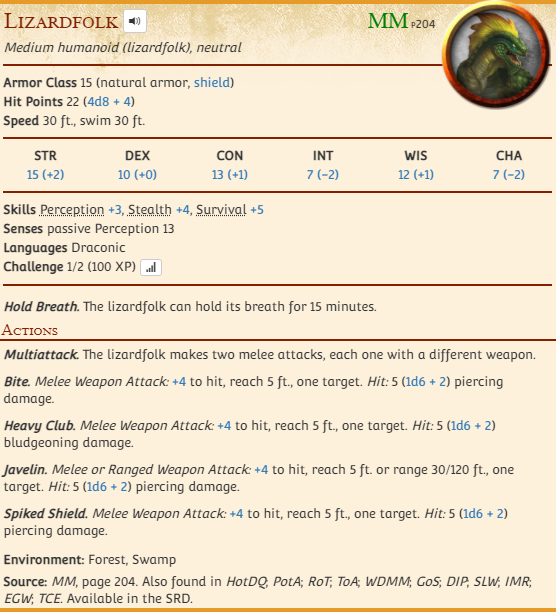 Lizardfolk MM p204
Medium humanoid (lizardfolk), neutral
Armor Class 15 (natural armor, shield)
Hit Points 22 (4d8 + 4)
Speed 30 ft., swim 30 ft.
STR DEX CON INT WIS CHA
15 (+2) 10 (+0) 13 (+1) 7 (−2) 12 (+1) 7 (−2)
Skills Perception +3, Stealth +4, Survival +5
Senses passive Perception 13
Languages Draconic
Challenge 1/2 (100 XP)
Hold Breath. The lizardfolk can hold its breath for 15 minutes.
Actions
Multiattack. The lizardfolk makes two melee attacks, each one with a different weapon.
Bite. Melee Weapon Attack: +4 to hit, reach 5 ft., one target. Hit: 5 (1d6 + 2) piercing
damage.
Heavy Club. Melee Weapon Attack: +4 to hit, reach 5 ft., one target. Hit: 5 (1d6 + 2)
bludgeoning damage.
Javelin. Melee or Ranged Weapon Attack: +4 to hit, reach 5 ft. or range 30/120 ft., one
target. Hit: 5 (1d6 + 2) piercing damage.
Spiked Shield. Melee Weapon Attack: +4 to hit, reach 5 ft., one target. Hit: 5 (1d6 + 2)
piercing damage.
Environment: Forest, Swamp
Source: MM, page 204. Also found in HotDQ; PotA; RoT; ToA; WDMM; GoS; DIP; SLW; IMR;
EGW; TCE. Available in the SRD.